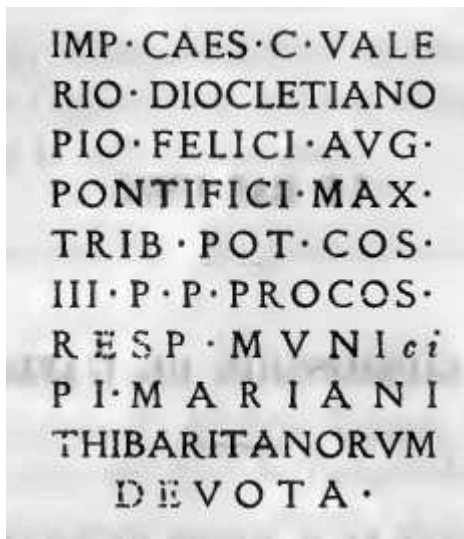 IMP · CAES · C · VALE
RIO · DIOCLETIANO
PIO · FELICI · AVG ·
PONTIFICI · MAX ·
TRIB · POT · COS ·
III · P · P · PROCOS ·
RESP · MVNIci
PI · MARIANI
THIBARITANORVM
DEVOTA ·